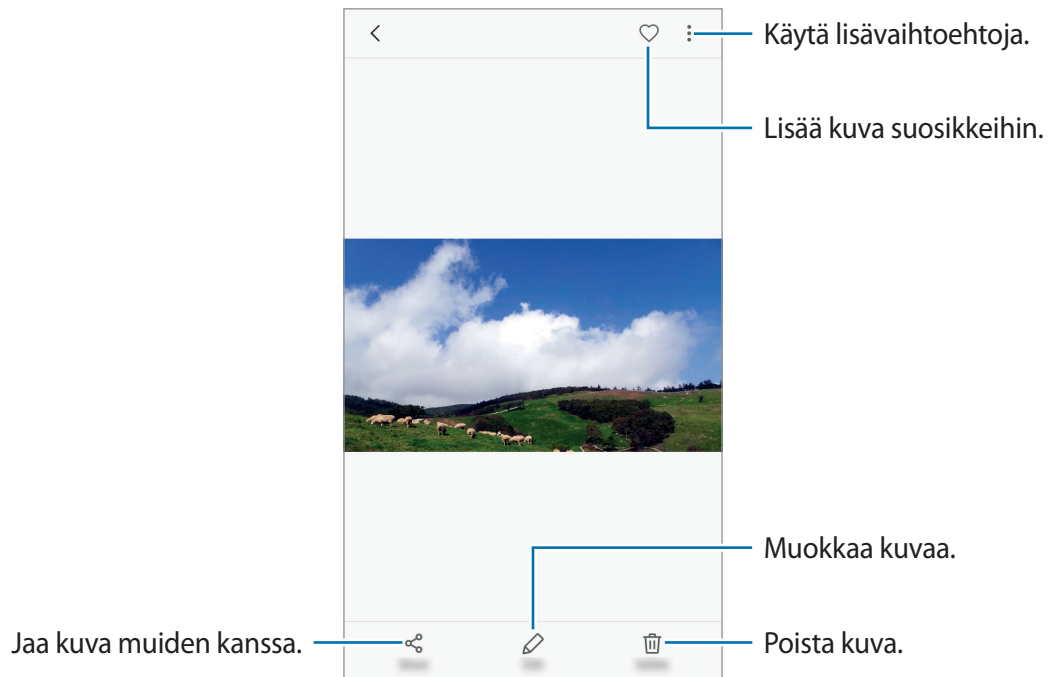 Käytä lisävaihtoehtoja.
Lisää kuva suosikkeihin.
Muokkaa kuvaa.
Jaa kuva muiden kanssa.
Poista kuva.